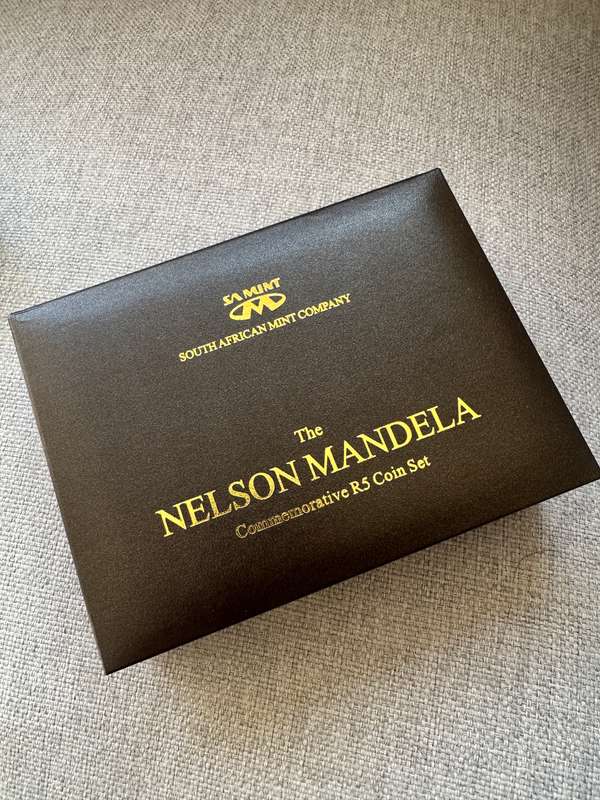 SA MINT
SOUTH AFRICAN MINT COMPANY
The
NELSON MANDELA
Commemorative R5 Coin Set